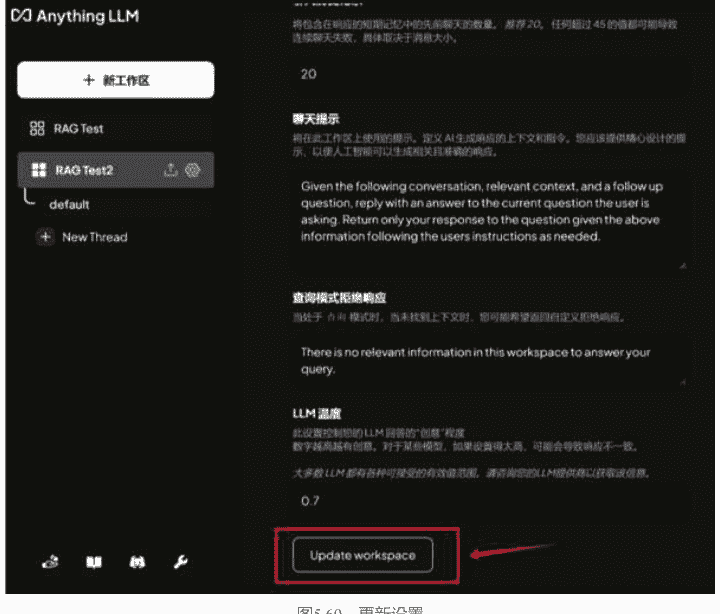 Anything LLM
+ 新工作区
RAG Test
RAG Test2
default
+ New Thread
将包含在响应的短期记忆中的先前聊天的数量。推荐 20。任何超过 45 的值都可能导致
连续聊天失败，具体取决于消息大小。
20
聊天提示
将在此工作区上使用的提示。定义 AI 生成响应的上下文和指令。您应该提供精心设计的提
示，以便人工智能可以生成相关且准确的响应。
Given the following conversation, relevant context, and a follow up
question, reply with an answer to the current question the user is
asking. Return only your response to the question given the above
information following the users instructions as needed.
查询模式拒绝响应
当处于 查询 模式时，当未找到上下文时，您可能希望返回自定义拒绝响应。
There is no relevant information in this workspace to answer your
query.
LLM 温度
此设置控制您的 LLM 回答的“创意”程度
数字越高越有创意。对于某些模型，如果设置得太高，可能会导致响应不一致。
大多数 LLM 都有各种可接受的有效值范围。请咨询您的LLM提供商以获取该信息。
0.7
Update workspace
图5.60 更新设置